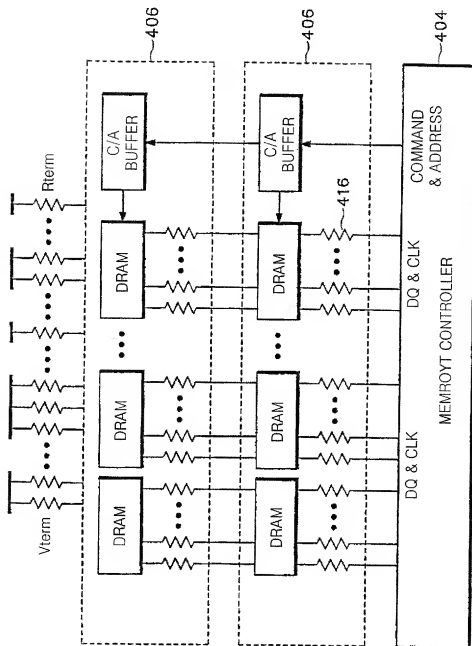 406
406
404
Vterm
Rterm
DRAM
DRAM
DRAM
C/A
BUFFER
DRAM
DRAM
DRAM
C/A
BUFFER
416
DQ & CLK
DQ & CLK
COMMAND
& ADDRESS
MEMROYT CONTROLLER